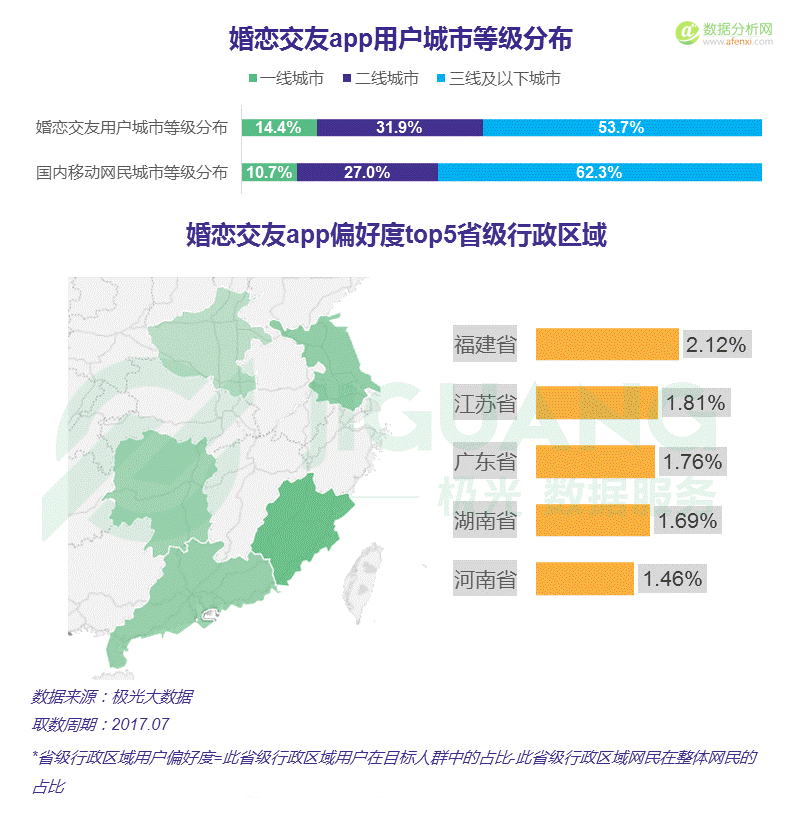 婚恋交友app用户城市等级分布
数据分析网
www.afenxi.com
一线城市 二线城市 三线及以下城市
婚恋交友用户城市等级分布 14.4% 31.9% 53.7%
国内移动网民城市等级分布 10.7% 27.0% 62.3%
婚恋交友app偏好度top5省级行政区域
福建省 2.12%
江苏省 1.81%
JIGUANG
广东省 1.76%
极光 数据服务
湖南省 1.69%
河南省 1.46%
数据来源：极光大数据
取数周期：2017.07
*省级行政区域用户偏好度=此省级行政区域用户在目标人群中的占比-此省级行政区域网民在整体网民的
占比